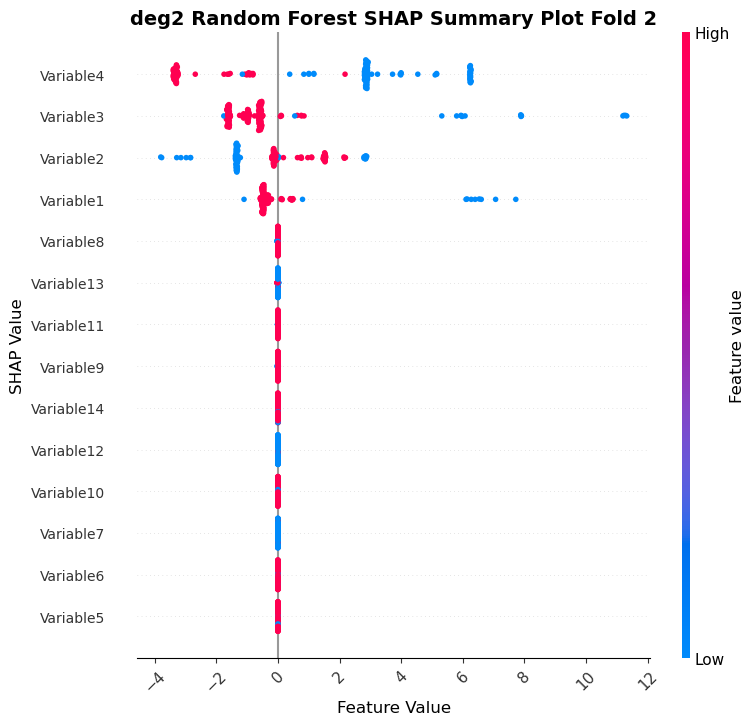 deg2 Random Forest SHAP Summary Plot Fold 2
High
Variable4
Variable3
Variable2
Variable1
Variable8
Variable13
Variable11
Variable9
Variable14
Variable12
Variable10
Variable7
Variable6
Variable5
SHAP Value
Feature value
Low
−4 −2 0 2 4 6 8 10 12
Feature Value